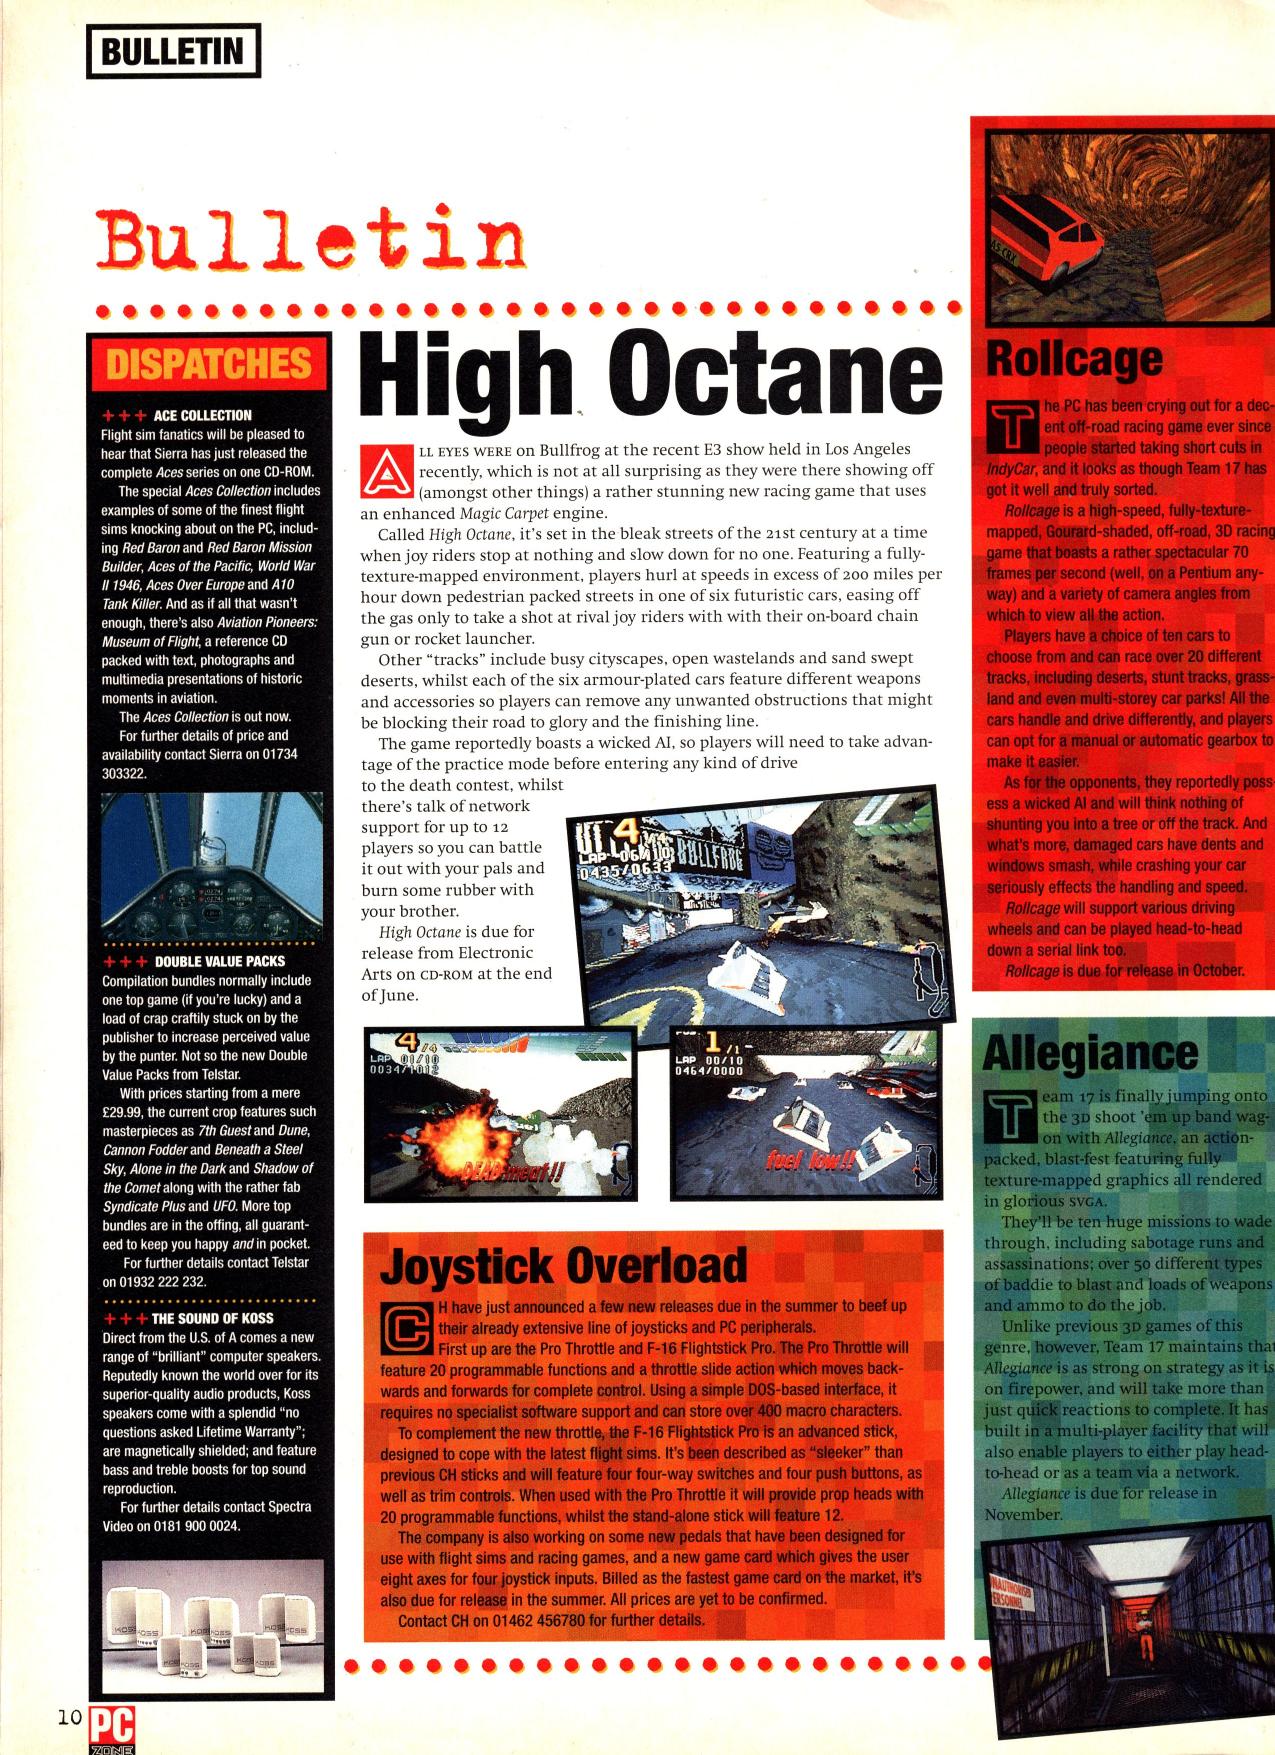 BULLETIN
Bulletin
DISPATCHES
+++ ACE COLLECTION
Flight sim fanatics will be pleased to
hear that Sierra has just released the
complete Aces series on one CD-ROM.
The special Aces Collection includes
examples of some of the finest flight
sims knocking about on the PC, includ-
ing Red Baron and Red Baron Mission
Builder, Aces of the Pacific, World War
II 1946, Aces Over Europe and A10
Tank Killer. And as if all that wasn't
enough, there's also Aviation Pioneers:
Museum of Flight, a reference CD
packed with text, photographs and
multimedia presentations of historic
moments in aviation.
The Aces Collection is out now.
For further details of price and
availability contact Sierra on 01734
303322.
+++ DOUBLE VALUE PACKS
Compilation bundles normally include
one top game (if you're lucky) and a
load of crap craftily stuck on by the
publisher to increase perceived value
by the punter. Not so the new Double
Value Packs from Telstar.
With prices starting from a mere
£29.99, the current crop features such
masterpieces as 7th Guest and Dune,
Cannon Fodder and Beneath a Steel
Sky, Alone in the Dark and Shadow of
the Comet along with the rather fab
Syndicate Plus and UFO. More top
bundles are in the offing, all guarant-
eed to keep you happy and in pocket.
For further details contact Telstar
on 01932 222 232.
+++ THE SOUND OF KOSS
Direct from the U.S. of A comes a new
range of "brilliant" computer speakers.
Reputedly known the world over for its
superior-quality audio products, Koss
speakers come with a splendid "no
questions asked Lifetime Warranty";
are magnetically shielded; and feature
bass and treble boosts for top sound
reproduction.
For further details contact Spectra
Video on 0181 900 0024.
KOSS KOSS KOSS
KOSS KOSS
High Octane
ALL EYES WERE on Bullfrog at the recent E3 show held in Los Angeles
recently, which is not at all surprising as they were there showing off
(amongst other things) a rather stunning new racing game that uses
an enhanced Magic Carpet engine.
Called High Octane, it's set in the bleak streets of the 21st century at a time
when joy riders stop at nothing and slow down for no one. Featuring a fully-
texture-mapped environment, players hurl at speeds in excess of 200 miles per
hour down pedestrian packed streets in one of six futuristic cars, easing off
the gas only to take a shot at rival joy riders with with their on-board chain
gun or rocket launcher.
Other "tracks" include busy cityscapes, open wastelands and sand swept
deserts, whilst each of the six armour-plated cars feature different weapons
and accessories so players can remove any unwanted obstructions that might
be blocking their road to glory and the finishing line.
The game reportedly boasts a wicked AI, so players will need to take advan-
tage of the practice mode before entering any kind of drive
to the death contest, whilst
there's talk of network
support for up to 12
players so you can battle
it out with your pals and
burn some rubber with
your brother.
High Octane is due for
release from Electronic
Arts on CD-ROM at the end
of June.
4
LAP
BULLFROG
0435/0633
4/4
LAP 01/10
0034/1012
DEAD meat!!
1/1
LAP 00/10
0464/0000
fuel low!!
Joystick Overload
CH have just announced a few new releases due in the summer to beef up
their already extensive line of joysticks and PC peripherals.
First up are the Pro Throttle and F-16 Flightstick Pro. The Pro Throttle will
feature 20 programmable functions and a throttle slide action which moves back-
wards and forwards for complete control. Using a simple DOS-based interface, it
requires no specialist software support and can store over 400 macro characters.
To complement the new throttle, the F-16 Flightstick Pro is an advanced stick,
designed to cope with the latest flight sims. It's been described as "sleeker" than
previous CH sticks and will feature four four-way switches and four push buttons, as
well as trim controls. When used with the Pro Throttle it will provide prop heads with
20 programmable functions, whilst the stand-alone stick will feature 12.
The company is also working on some new pedals that have been designed for
use with flight sims and racing games, and a new game card which gives the user
eight axes for four joystick inputs. Billed as the fastest game card on the market, it's
also due for release in the summer. All prices are yet to be confirmed.
Contact CH on 01462 456780 for further details.
Rollcage
The PC has been crying out for a dec-
ent off-road racing game ever since
people started taking short cuts in
IndyCar, and it looks as though Team 17 has
got it well and truly sorted.
Rollcage is a high-speed, fully-texture-
mapped, Gourard-shaded, off-road, 3D racing
game that boasts a rather spectacular 70
frames per second (well, on a Pentium any-
way) and a variety of camera angles from
which to view all the action.
Players have a choice of ten cars to
choose from and can race over 20 different
tracks, including deserts, stunt tracks, grass-
land and even multi-storey car parks! All the
cars handle and drive differently, and players
can opt for a manual or automatic gearbox to
make it easier.
As for the opponents, they reportedly poss-
ess a wicked AI and will think nothing of
shunting you into a tree or off the track. And
what's more, damaged cars have dents and
windows smash, while crashing your car
seriously effects the handling and speed.
Rollcage will support various driving
wheels and can be played head-to-head
down a serial link too.
Rollcage is due for release in October.
Allegiance
Team 17 is finally jumping onto
the 3D shoot 'em up band wag-
on with Allegiance, an action-
packed, blast-fest featuring fully
texture-mapped graphics all rendered
in glorious SVGA.
They'll be ten huge missions to wade
through, including sabotage runs and
assassinations; over 50 different types
of baddie to blast and loads of weapons
and ammo to do the job.
Unlike previous 3D games of this
genre, however, Team 17 maintains that
Allegiance is as strong on strategy as it is
on firepower, and will take more than
just quick reactions to complete. It has
built in a multi-player facility that will
also enable players to either play head-
to-head or as a team via a network.
Allegiance is due for release in
November.
10
PC
ZONE